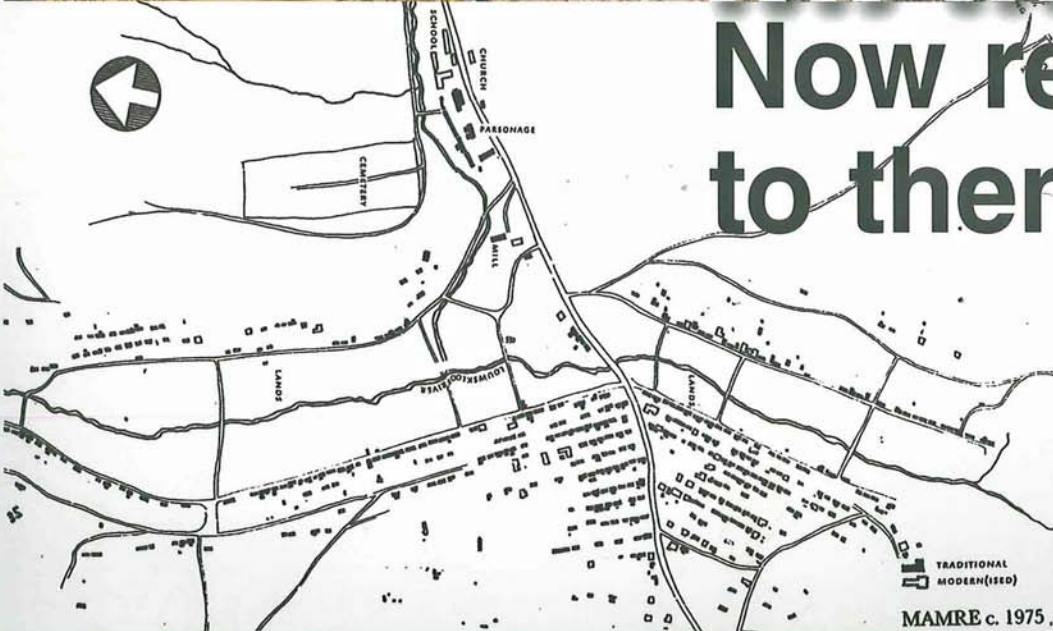 Now re
to ther
SCHOOL
CHURCH
PARSONAGE
CEMETERY
MILL
LANDS
LOUWSKLOOF RIVER
LANDS
TRADITIONAL
MODERN(ISED)
MAMRE c. 1975